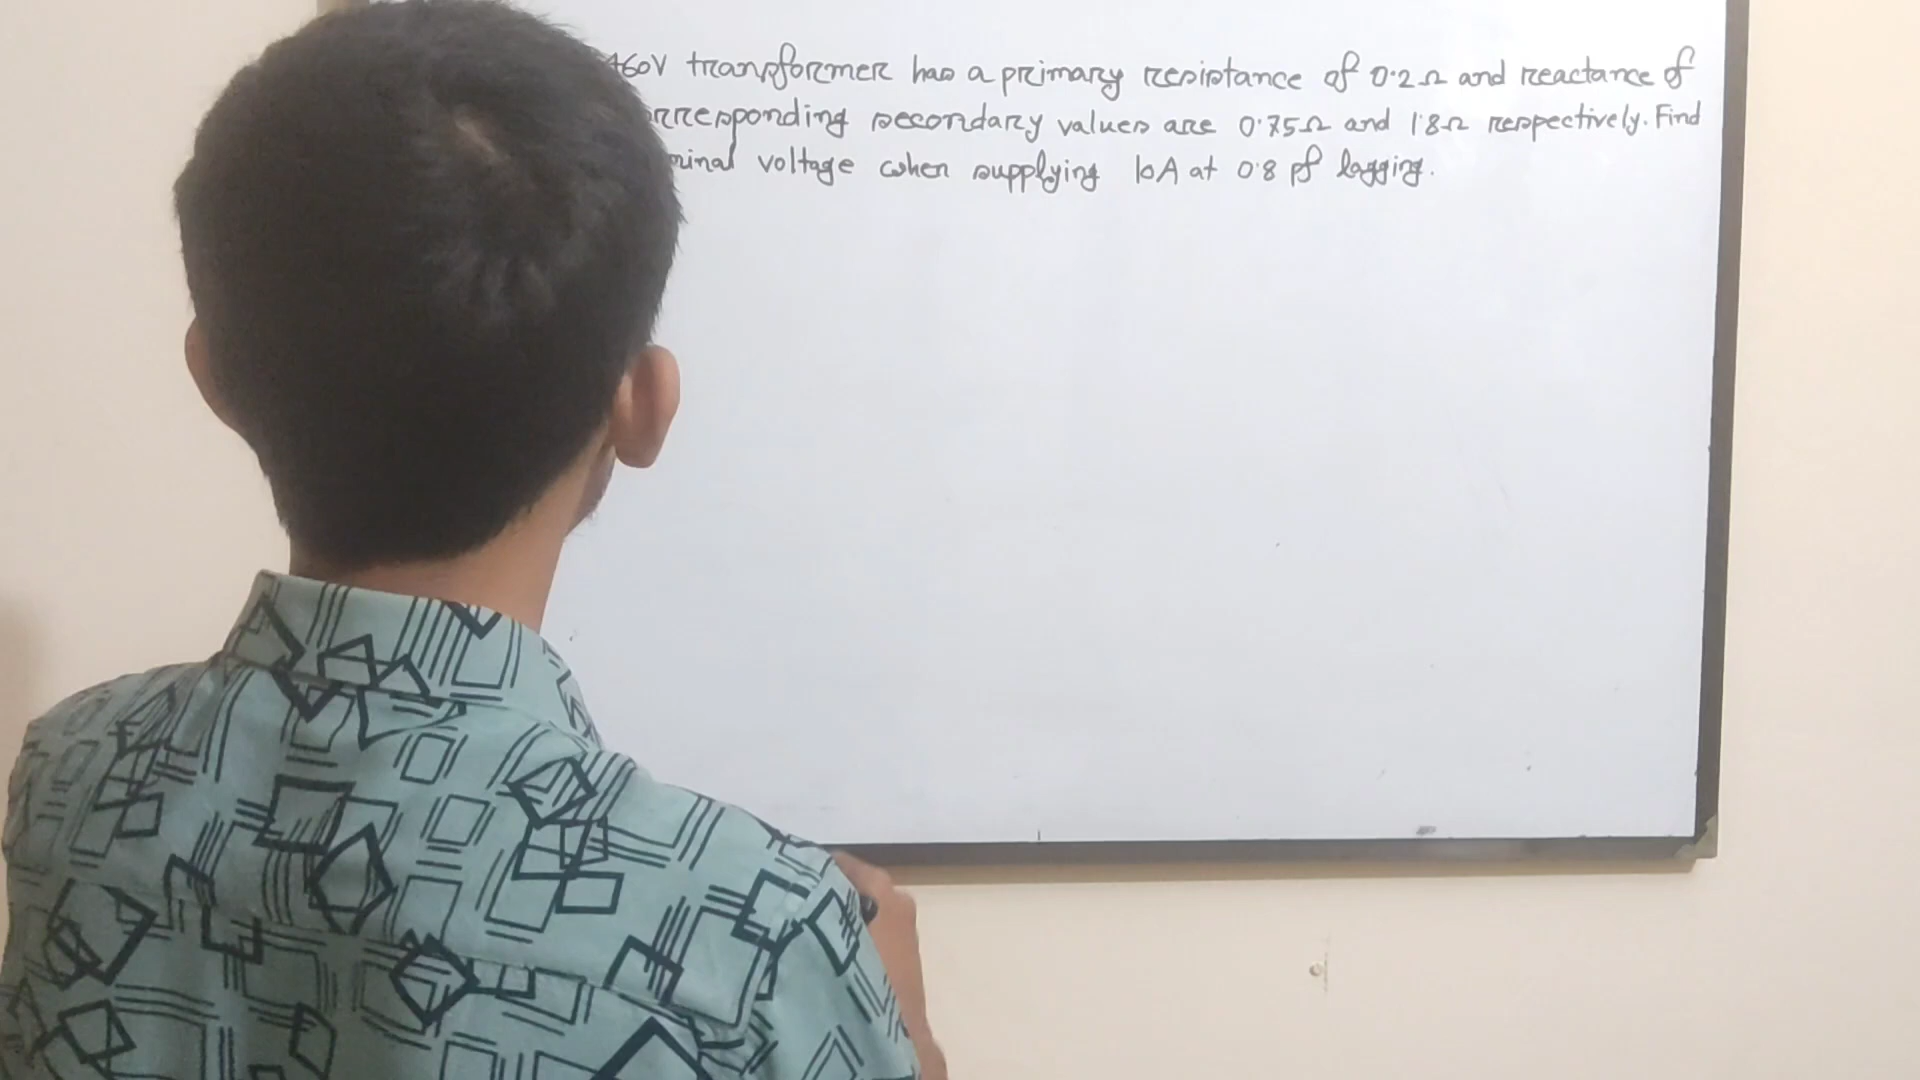 460V transformer has a primary resistance of 0.2Ω and reactance of
orresponding secondary values are 0.75Ω and 1.8Ω respectively. Find
minal voltage when supplying 10A at 0.8 pf lagging.